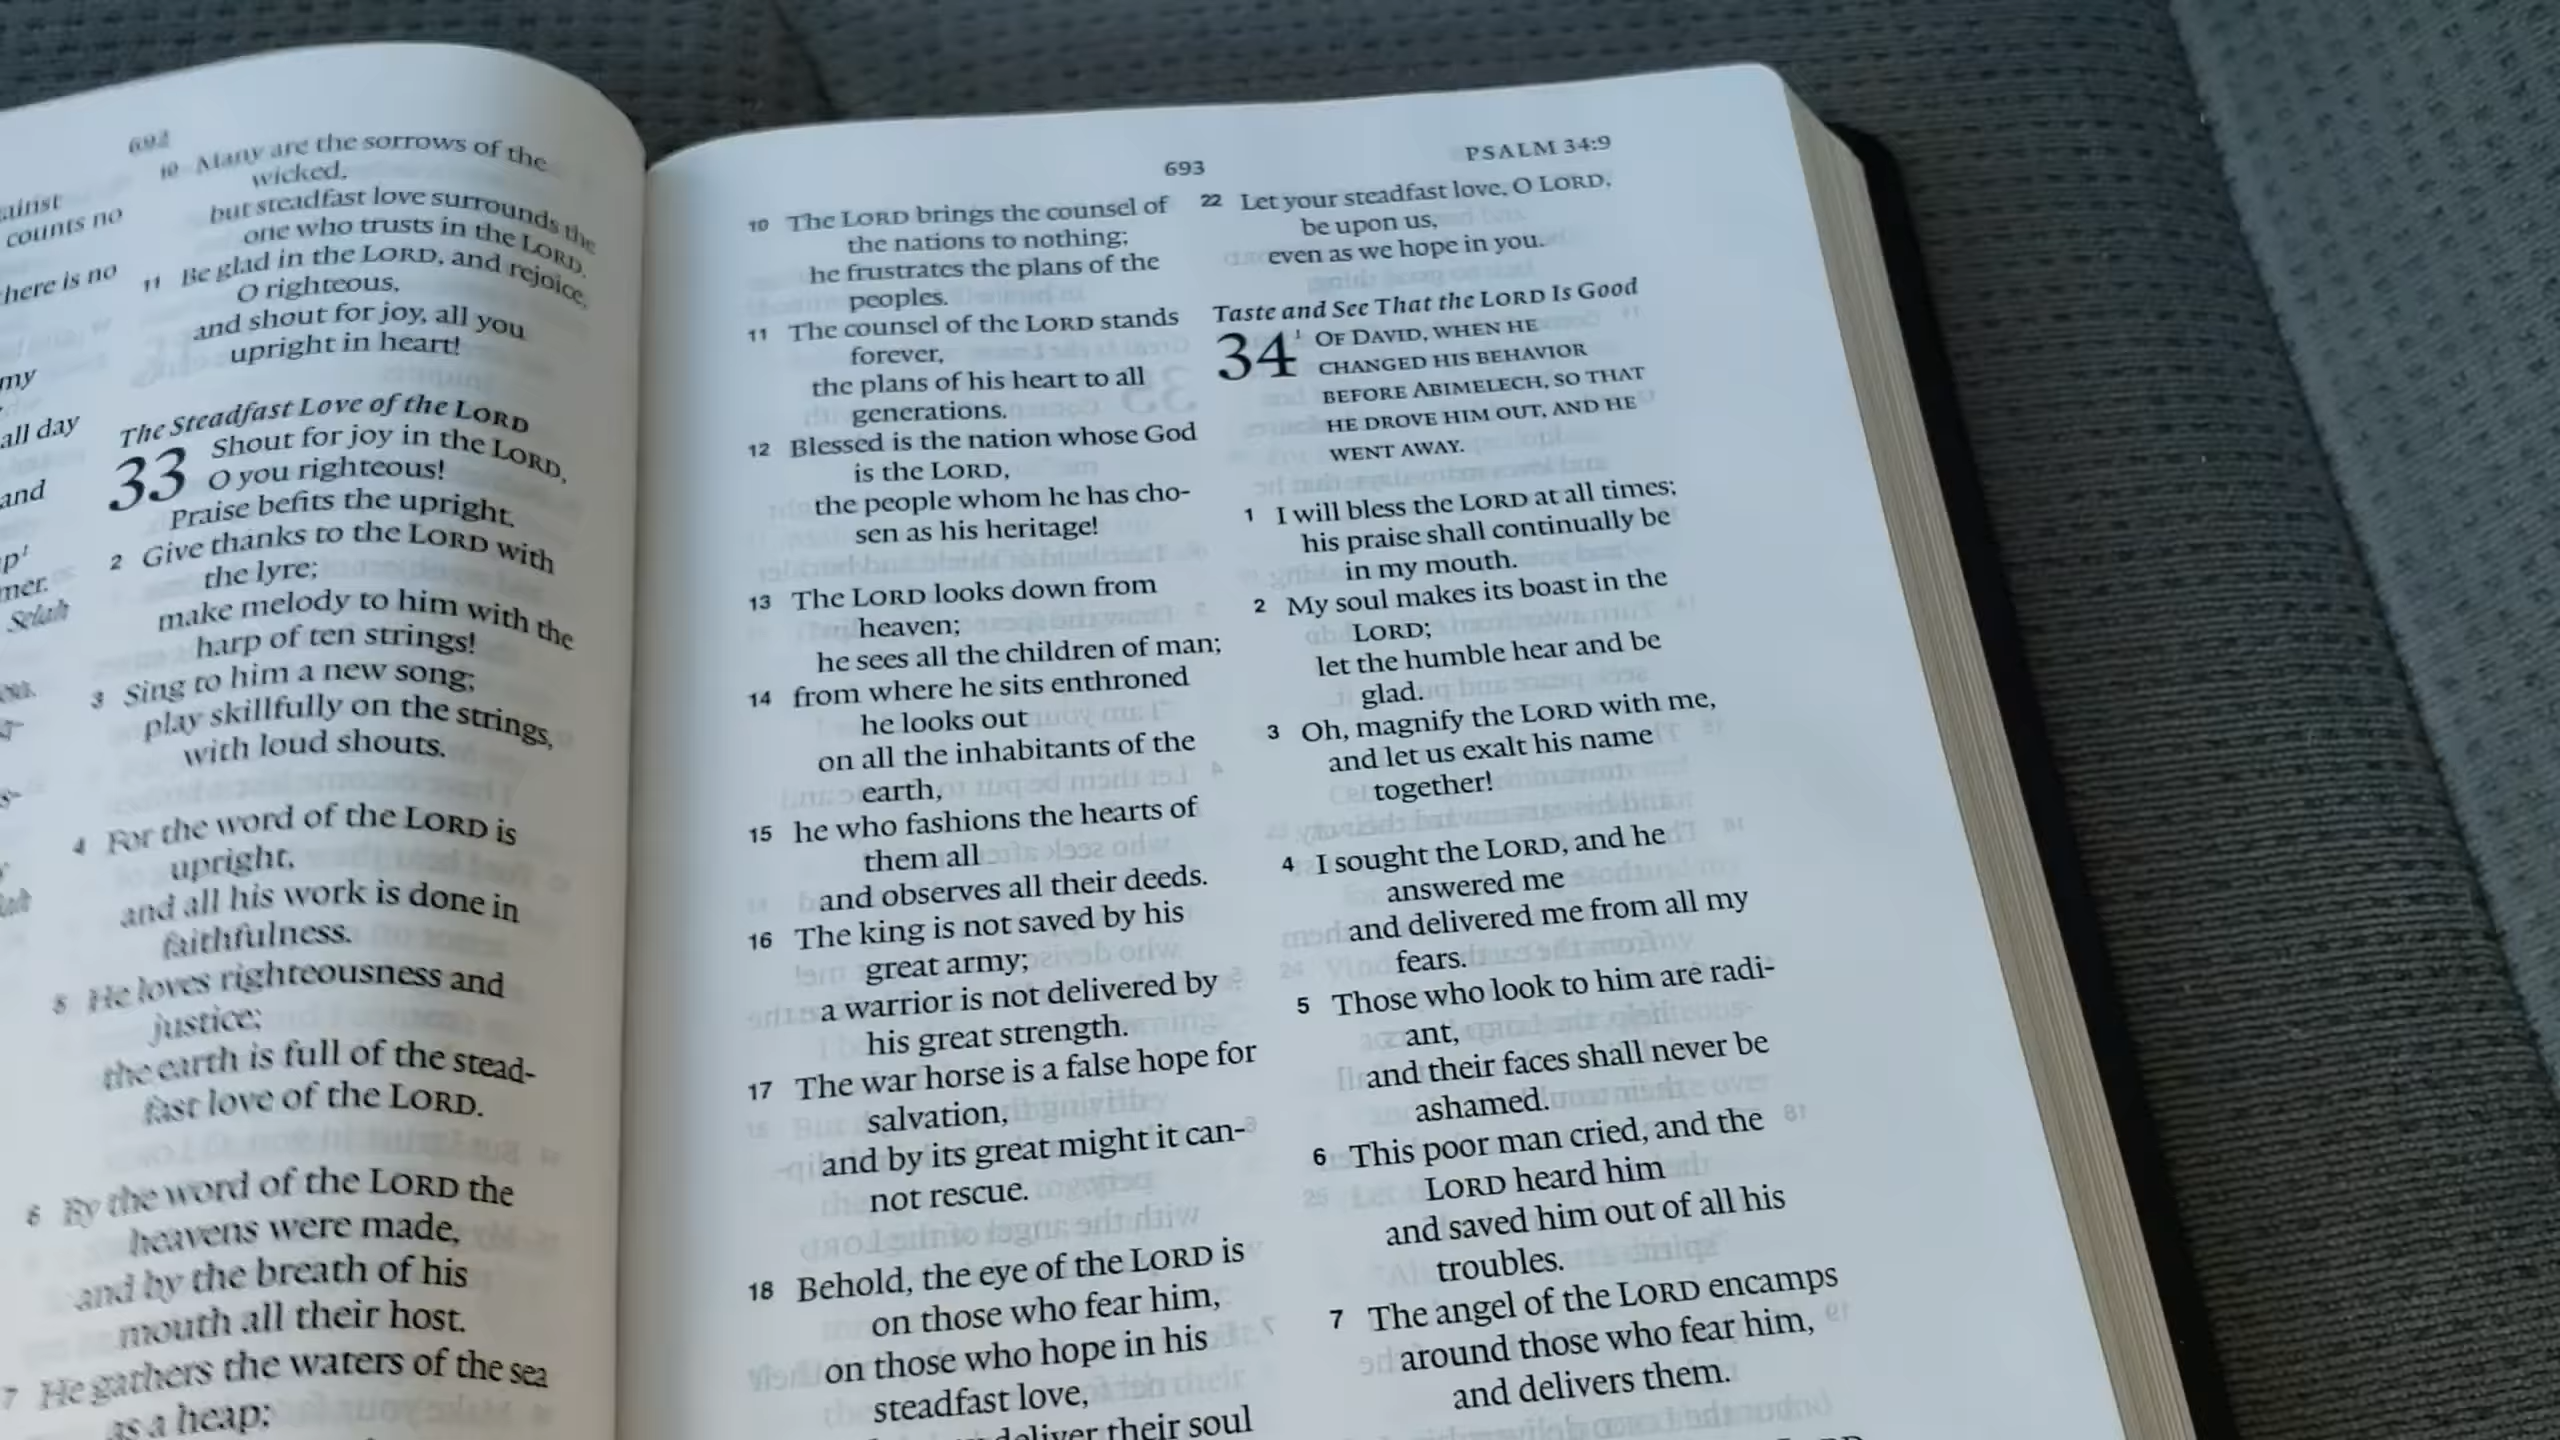 ainst
counts no
here is no
my
all day
and
mer.
Selah
692
10 Many are the sorrows of the
wicked,
but steadfast love surrounds the
one who trusts in the LORD.
11 Be glad in the LORD, and rejoice,
O righteous,
and shout for joy, all you
upright in heart!
The Steadfast Love of the LORD
33 Shout for joy in the LORD,
O you righteous!
Praise befits the upright.
2 Give thanks to the LORD with
the lyre;
make melody to him with the
harp of ten strings!
3 Sing to him a new song;
play skillfully on the strings,
with loud shouts.
4 For the word of the LORD is
upright,
and all his work is done in
faithfulness.
5 He loves righteousness and
justice;
the earth is full of the stead-
fast love of the LORD.
6 By the word of the LORD the
heavens were made,
and by the breath of his
mouth all their host.
7 He gathers the waters of the sea
as a heap;
693
PSALM 34:9
10 The LORD brings the counsel of
the nations to nothing;
he frustrates the plans of the
peoples.
11 The counsel of the LORD stands
forever,
the plans of his heart to all
generations.
12 Blessed is the nation whose God
is the LORD,
the people whom he has cho-
sen as his heritage!
13 The LORD looks down from
heaven;
he sees all the children of man;
14 from where he sits enthroned
he looks out
on all the inhabitants of the
earth,
15 he who fashions the hearts of
them all
and observes all their deeds.
16 The king is not saved by his
great army;
a warrior is not delivered by
his great strength.
17 The war horse is a false hope for
salvation,
and by its great might it can-
not rescue.
18 Behold, the eye of the LORD is
on those who fear him,
on those who hope in his
steadfast love,
deliver their soul
22 Let your steadfast love, O LORD,
be upon us,
even as we hope in you.
Taste and See That the LORD Is Good
34 1 OF DAVID, WHEN HE
CHANGED HIS BEHAVIOR
BEFORE ABIMELECH, SO THAT
HE DROVE HIM OUT, AND HE
WENT AWAY.
1 I will bless the LORD at all times;
his praise shall continually be
in my mouth.
2 My soul makes its boast in the
LORD;
let the humble hear and be
glad.
3 Oh, magnify the LORD with me,
and let us exalt his name
together!
4 I sought the LORD, and he
answered me
and delivered me from all my
fears.
5 Those who look to him are radi-
ant,
and their faces shall never be
ashamed.
6 This poor man cried, and the
LORD heard him
and saved him out of all his
troubles.
7 The angel of the LORD encamps
around those who fear him,
and delivers them.